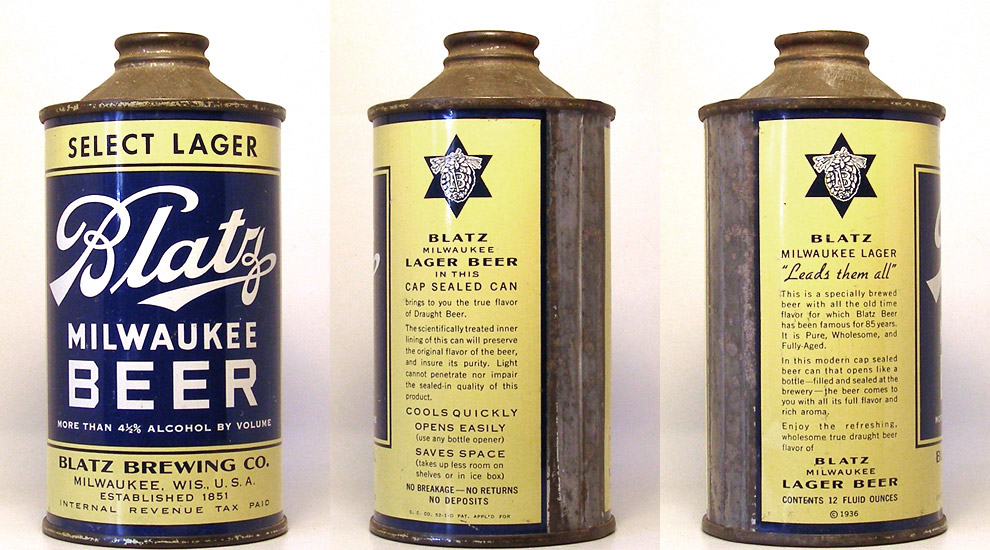 SELECT LAGER
Blatz
MILWAUKEE
BEER
MORE THAN 4½% ALCOHOL BY VOLUME
BLATZ BREWING CO.
MILWAUKEE, WIS., U.S.A.
ESTABLISHED 1851
INTERNAL REVENUE TAX PAID
B
BLATZ
MILWAUKEE
LAGER BEER
IN THIS
CAP SEALED CAN
brings to you the true flavor
of Draught Beer.
The scientifically treated inner
lining of this can will preserve
the original flavor of the beer,
and insure its purity. Light
cannot penetrate nor impair
the sealed-in quality of this
product.
COOLS QUICKLY
OPENS EASILY
(use any bottle opener)
SAVES SPACE
(takes up less room on
shelves or in ice box)
NO BREAKAGE—NO RETURNS
NO DEPOSITS
S. C. CO. 52-1-D PAT. APPL'D FOR
B
BLATZ
MILWAUKEE LAGER
"Leads them all"
This is a specially brewed
beer with all the old time
flavor for which Blatz Beer
has been famous for 85 years.
It is Pure, Wholesome, and
Fully-Aged.
In this modern cap sealed
beer can that opens like a
bottle—filled and sealed at the
brewery—the beer comes to
you with all its full flavor and
rich aroma.
Enjoy the refreshing,
wholesome true draught beer
flavor of
BLATZ
MILWAUKEE
LAGER BEER
CONTENTS 12 FLUID OUNCES
© 1936